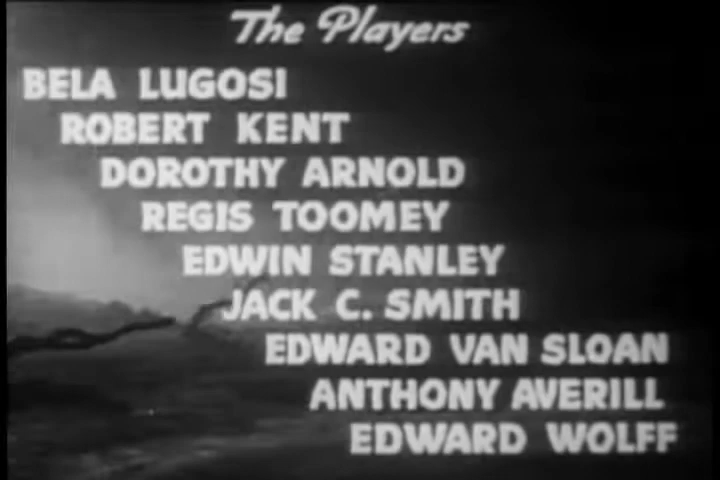 The Players
BELA LUGOSI
ROBERT KENT
DOROTHY ARNOLD
REGIS TOOMEY
EDWIN STANLEY
JACK C. SMITH
EDWARD VAN SLOAN
ANTHONY AVERILL
EDWARD WOLFF